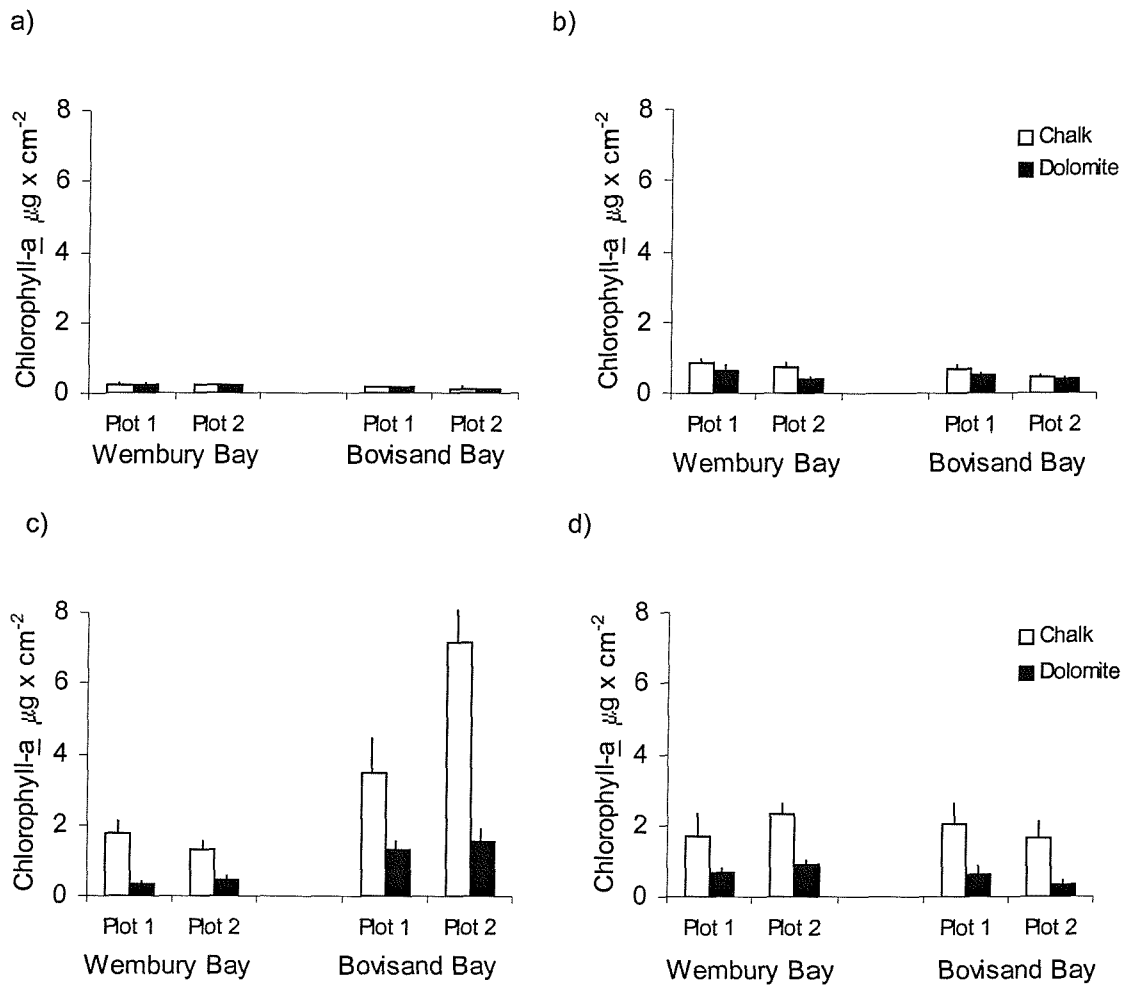 a)
Chlorophyll-a µg x cm-2
8
6
4
2
0
Plot 1 Plot 2 Plot 1 Plot 2
Wembury Bay Bovisand Bay
b)
Chlorophyll-a µg x cm-2
8
6
4
2
0
Chalk
Dolomite
Plot 1 Plot 2 Plot 1 Plot 2
Wembury Bay Bovisand Bay
c)
Chlorophyll-a µg x cm-2
8
6
4
2
0
Plot 1 Plot 2 Plot 1 Plot 2
Wembury Bay Bovisand Bay
d)
Chlorophyll-a µg x cm-2
8
6
4
2
0
Chalk
Dolomite
Plot 1 Plot 2 Plot 1 Plot 2
Wembury Bay Bovisand Bay